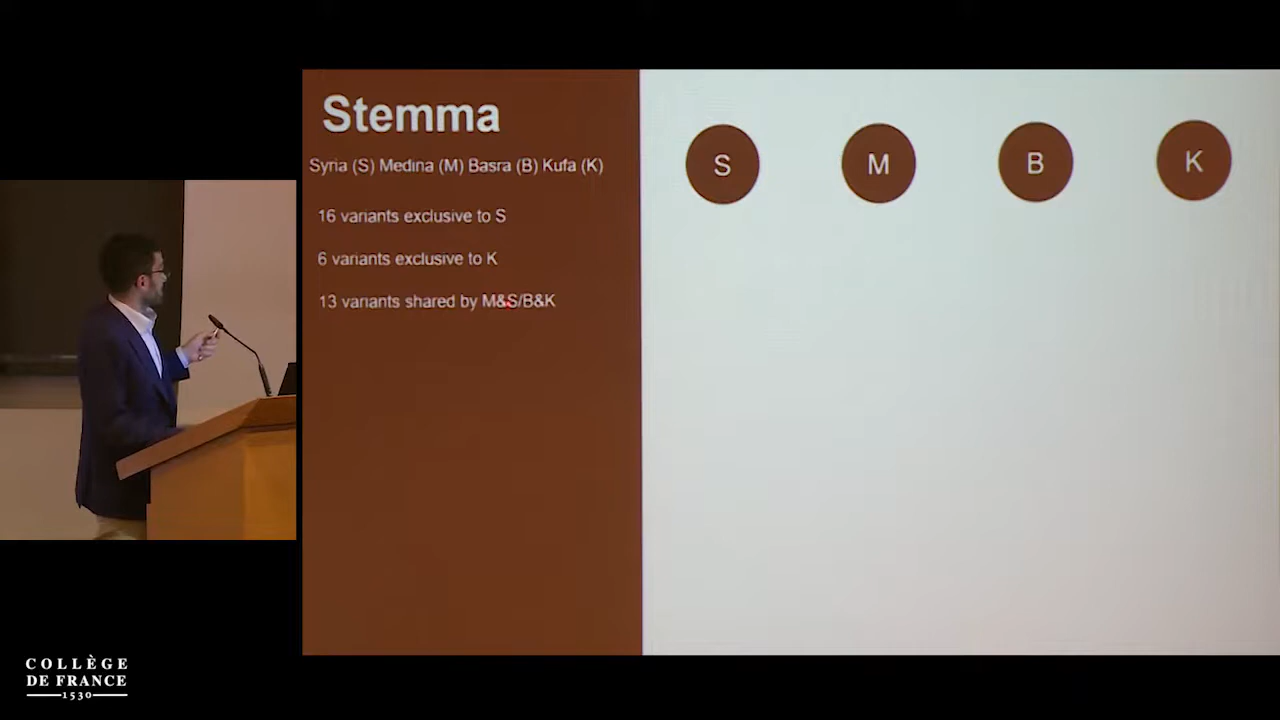 Stemma
Syria (S) Medina (M) Basra (B) Kufa (K)
16 variants exclusive to S
6 variants exclusive to K
13 variants shared by M&S/B&K
S
M
B
K
COLLÈGE
DE FRANCE
1530